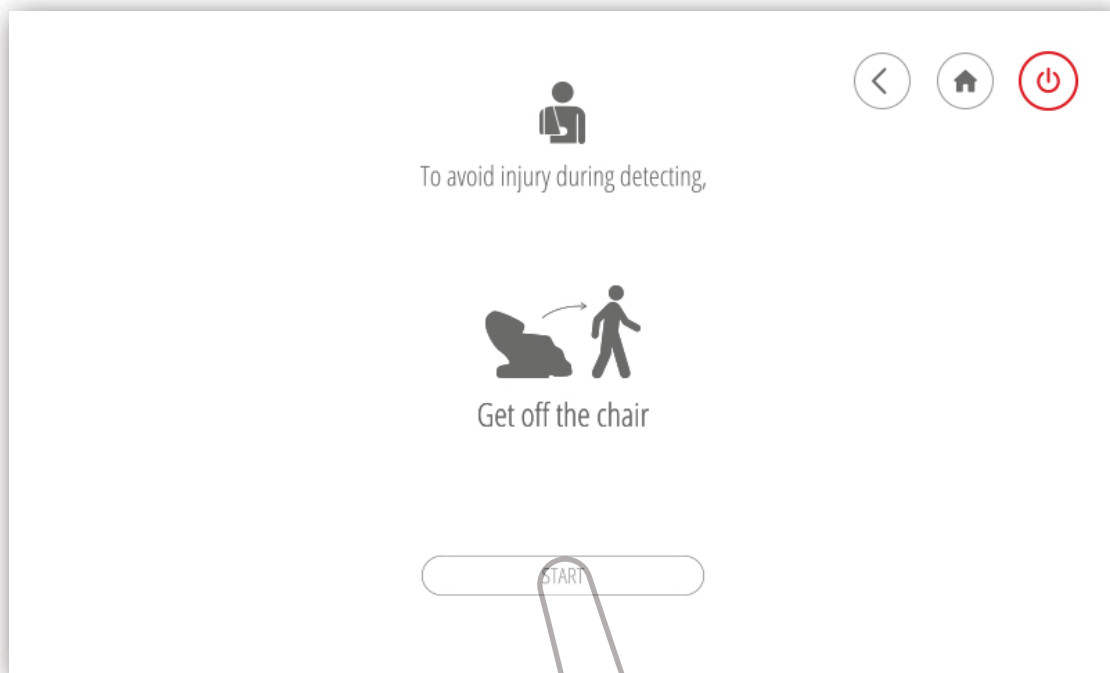 To avoid injury during detecting,
Get off the chair
START